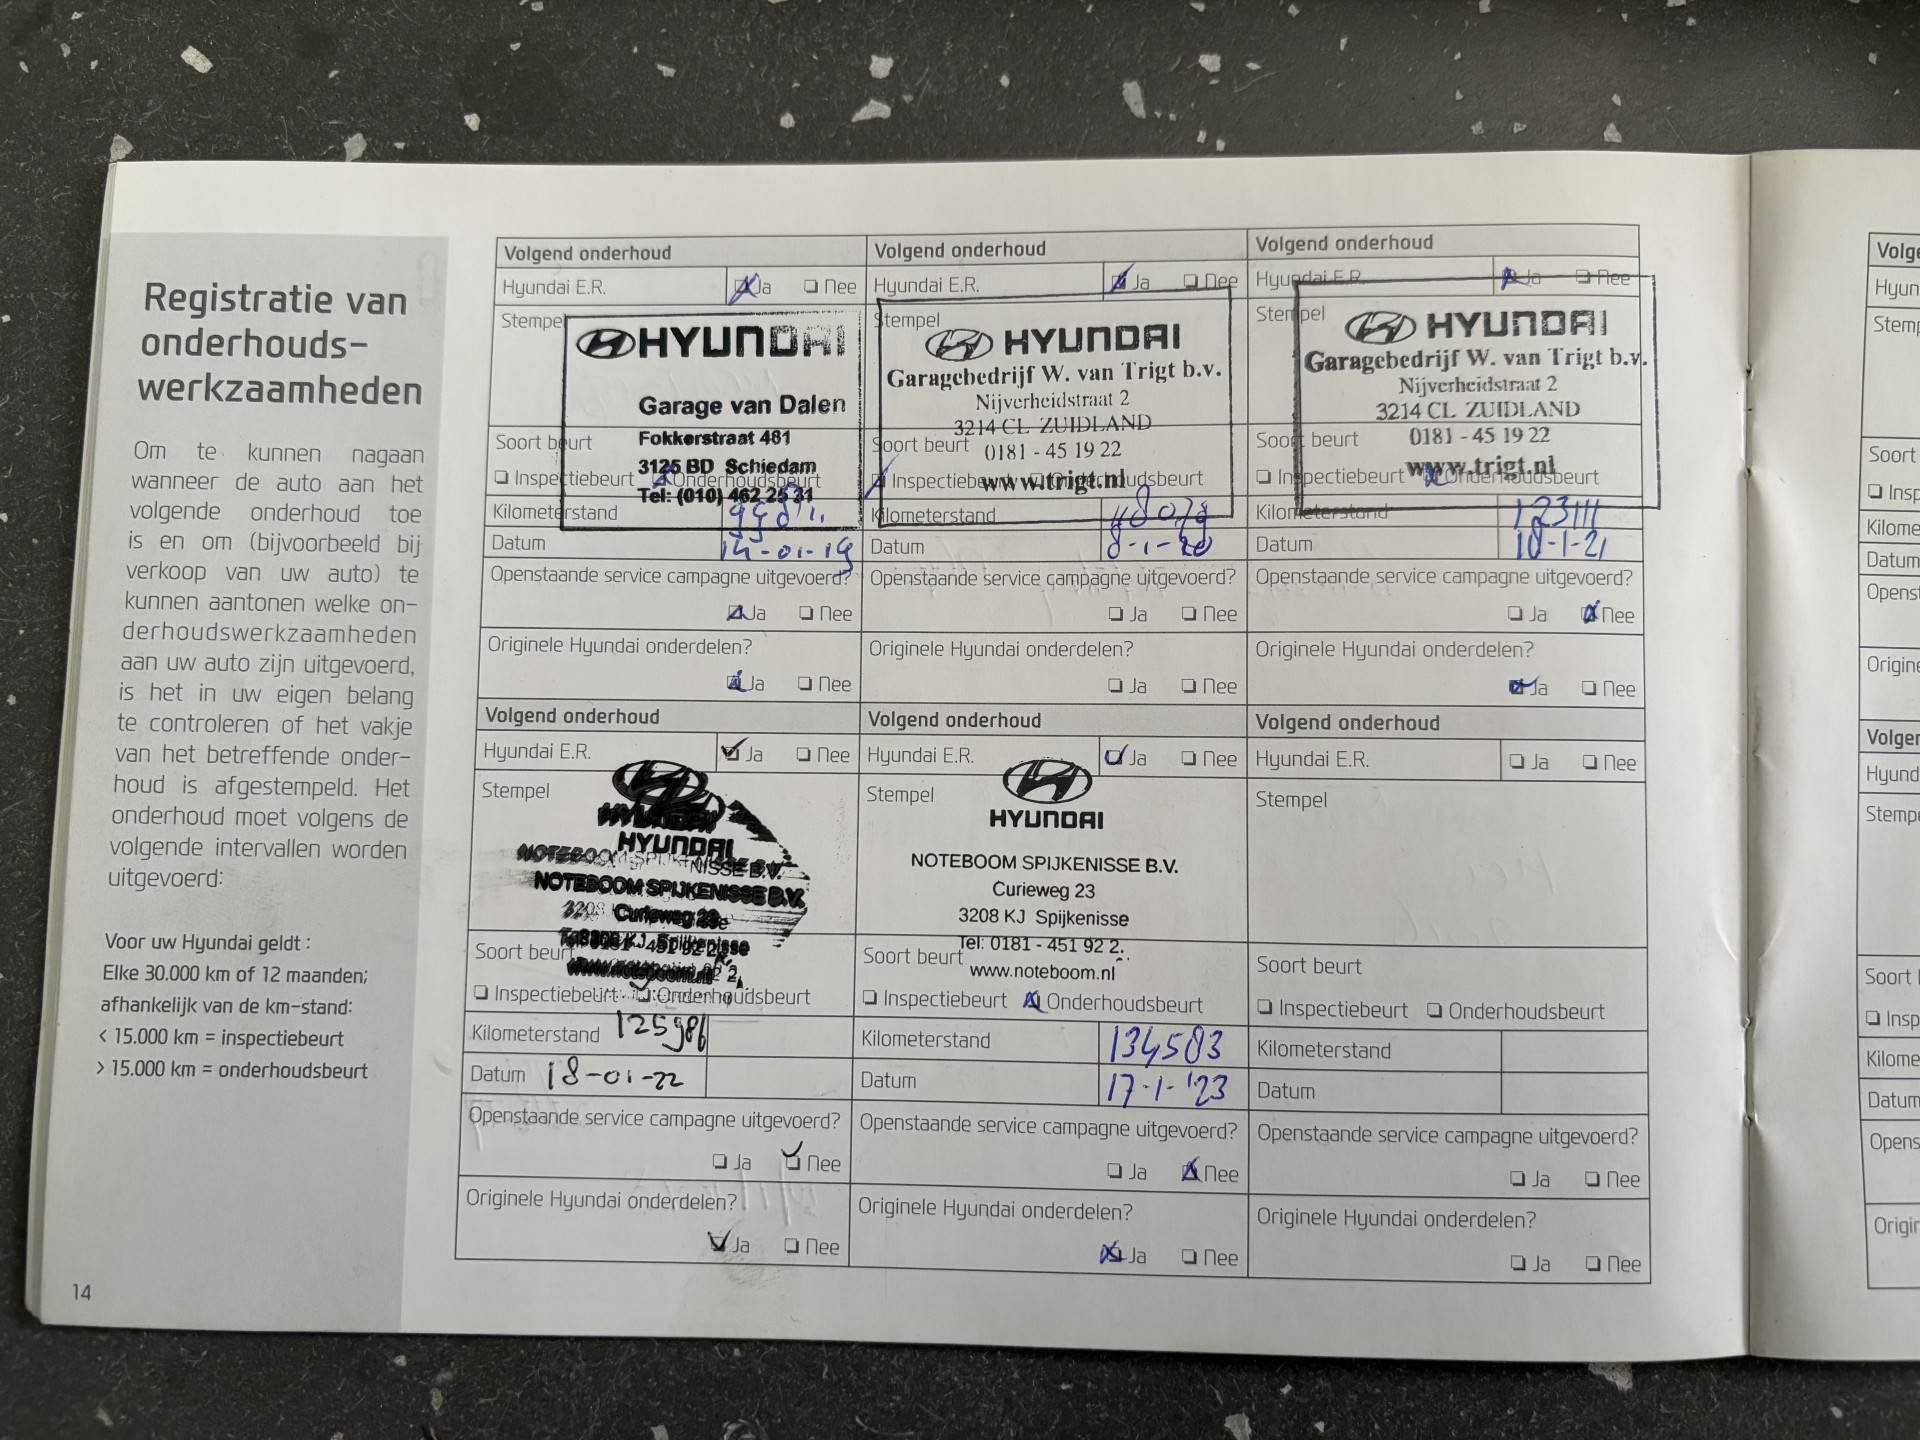 Registratie van
onderhouds-
werkzaamheden
Om te kunnen nagaan
wanneer de auto aan het
volgende onderhoud toe
is en om (bijvoorbeeld bij
verkoop van uw auto) te
kunnen aantonen welke on-
derhoudswerkzaamheden
aan uw auto zijn uitgevoerd,
is het in uw eigen belang
te controleren of het vakje
van het betreffende onder-
houd is afgestempeld. Het
onderhoud moet volgens de
volgende intervallen worden
uitgevoerd:
Voor uw Hyundai geldt :
Elke 30.000 km of 12 maanden;
afhankelijk van de km-stand:
< 15.000 km = inspectiebeurt
> 15.000 km = onderhoudsbeurt
14
Volgend onderhoud
Hyundai E.R. Ja Nee
Stempel
HYUNDAI
Garage van Dalen
Fokkerstraat 481
3125 BD Schiedam
Tel: (010) 462 25 31
Soort beurt
Inspectiebeurt Onderhoudsbeurt
Kilometerstand
Datum 14-01-19
Openstaande service campagne uitgevoerd?
Ja Nee
Originele Hyundai onderdelen?
Ja Nee
Volgend onderhoud
Hyundai E.R. Ja Nee
Stempel
HYUNDAI
Garagebedrijf W. van Trigt b.v.
Nijverheidstraat 2
3214 CL ZUIDLAND
0181 - 45 19 22
www.trigt.nl
Soort beurt
Inspectiebeurt Onderhoudsbeurt
Kilometerstand
Datum 8-1-20
Openstaande service campagne uitgevoerd?
Ja Nee
Originele Hyundai onderdelen?
Ja Nee
Volgend onderhoud
Hyundai E.R. Ja Nee
Stempel
HYUNDAI
Garagebedrijf W. van Trigt b.v.
Nijverheidstraat 2
3214 CL ZUIDLAND
0181 - 45 19 22
www.trigt.nl
Soort beurt
Inspectiebeurt Onderhoudsbeurt
Kilometerstand 123111
Datum 18-1-21
Openstaande service campagne uitgevoerd?
Ja Nee
Originele Hyundai onderdelen?
Ja Nee
Volgend onderhoud
Hyundai E.R. Ja Nee
Stempel
HYUNDAI
NOTEBOOM SPIJKENISSE B.V.
Curieweg 23
Soort beurt
Inspectiebeurt Onderhoudsbeurt
Kilometerstand 125986
Datum 18-01-22
Openstaande service campagne uitgevoerd?
Ja Nee
Originele Hyundai onderdelen?
Ja Nee
Volgend onderhoud
Hyundai E.R. Ja Nee
Stempel
HYUNDAI
NOTEBOOM SPIJKENISSE B.V.
Curieweg 23
3208 KJ Spijkenisse
Tel: 0181 - 451 92 2.
www.noteboom.nl
Soort beurt
Inspectiebeurt Onderhoudsbeurt
Kilometerstand 134583
Datum 17-1-'23
Openstaande service campagne uitgevoerd?
Ja Nee
Originele Hyundai onderdelen?
Ja Nee
Volgend onderhoud
Hyundai E.R. Ja Nee
Stempel
Soort beurt
Inspectiebeurt Onderhoudsbeurt
Kilometerstand
Datum
Openstaande service campagne uitgevoerd?
Ja Nee
Originele Hyundai onderdelen?
Ja Nee
Soort
Datum